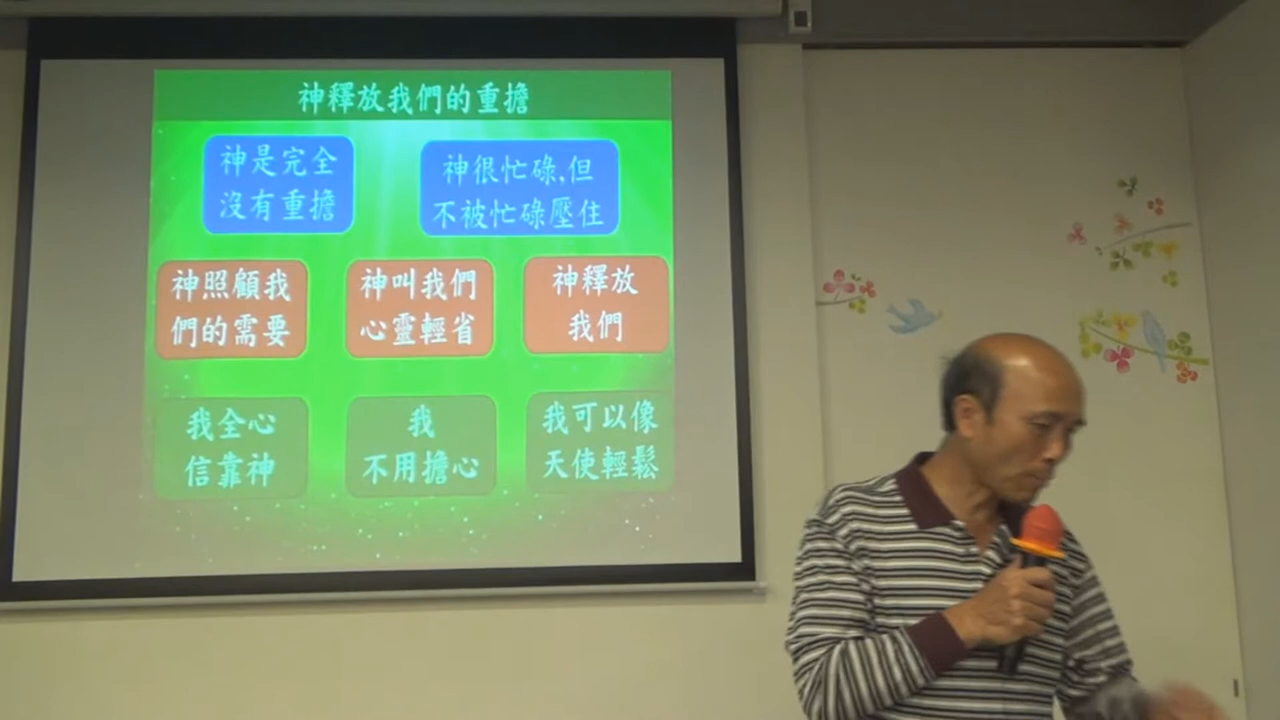 神釋放我們的重擔
神是完全
沒有重擔
神很忙碌,但
不被忙碌壓住
神照顧我
們的需要
神叫我們
心靈輕省
神釋放
我們
我全心
信靠神
我
不用擔心
我可以像
天使輕鬆